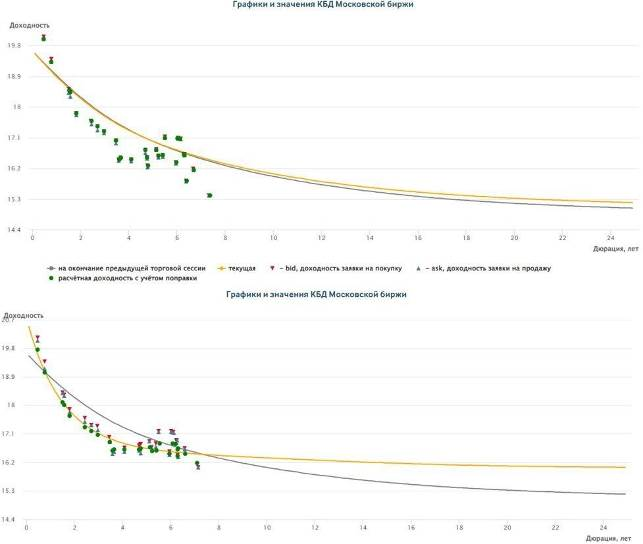 Графики и значения КБД Московской биржи
Доходность
19.8
18.9
18
17.1
16.2
15.3
14.4
0 2 4 6 8 10 12 14 16 18 20 22 24
Дюрация, лет
на окончание предыдущей торговой сессии текущая – bid, доходность заявки на покупку – ask, доходность заявки на продажу
расчётная доходность с учётом поправки
Графики и значения КБД Московской биржи
Доходность
20.7
19.8
18.9
18
17.1
16.2
15.3
14.4
0 2 4 6 8 10 12 14 16 18 20 22 24
Дюрация, лет